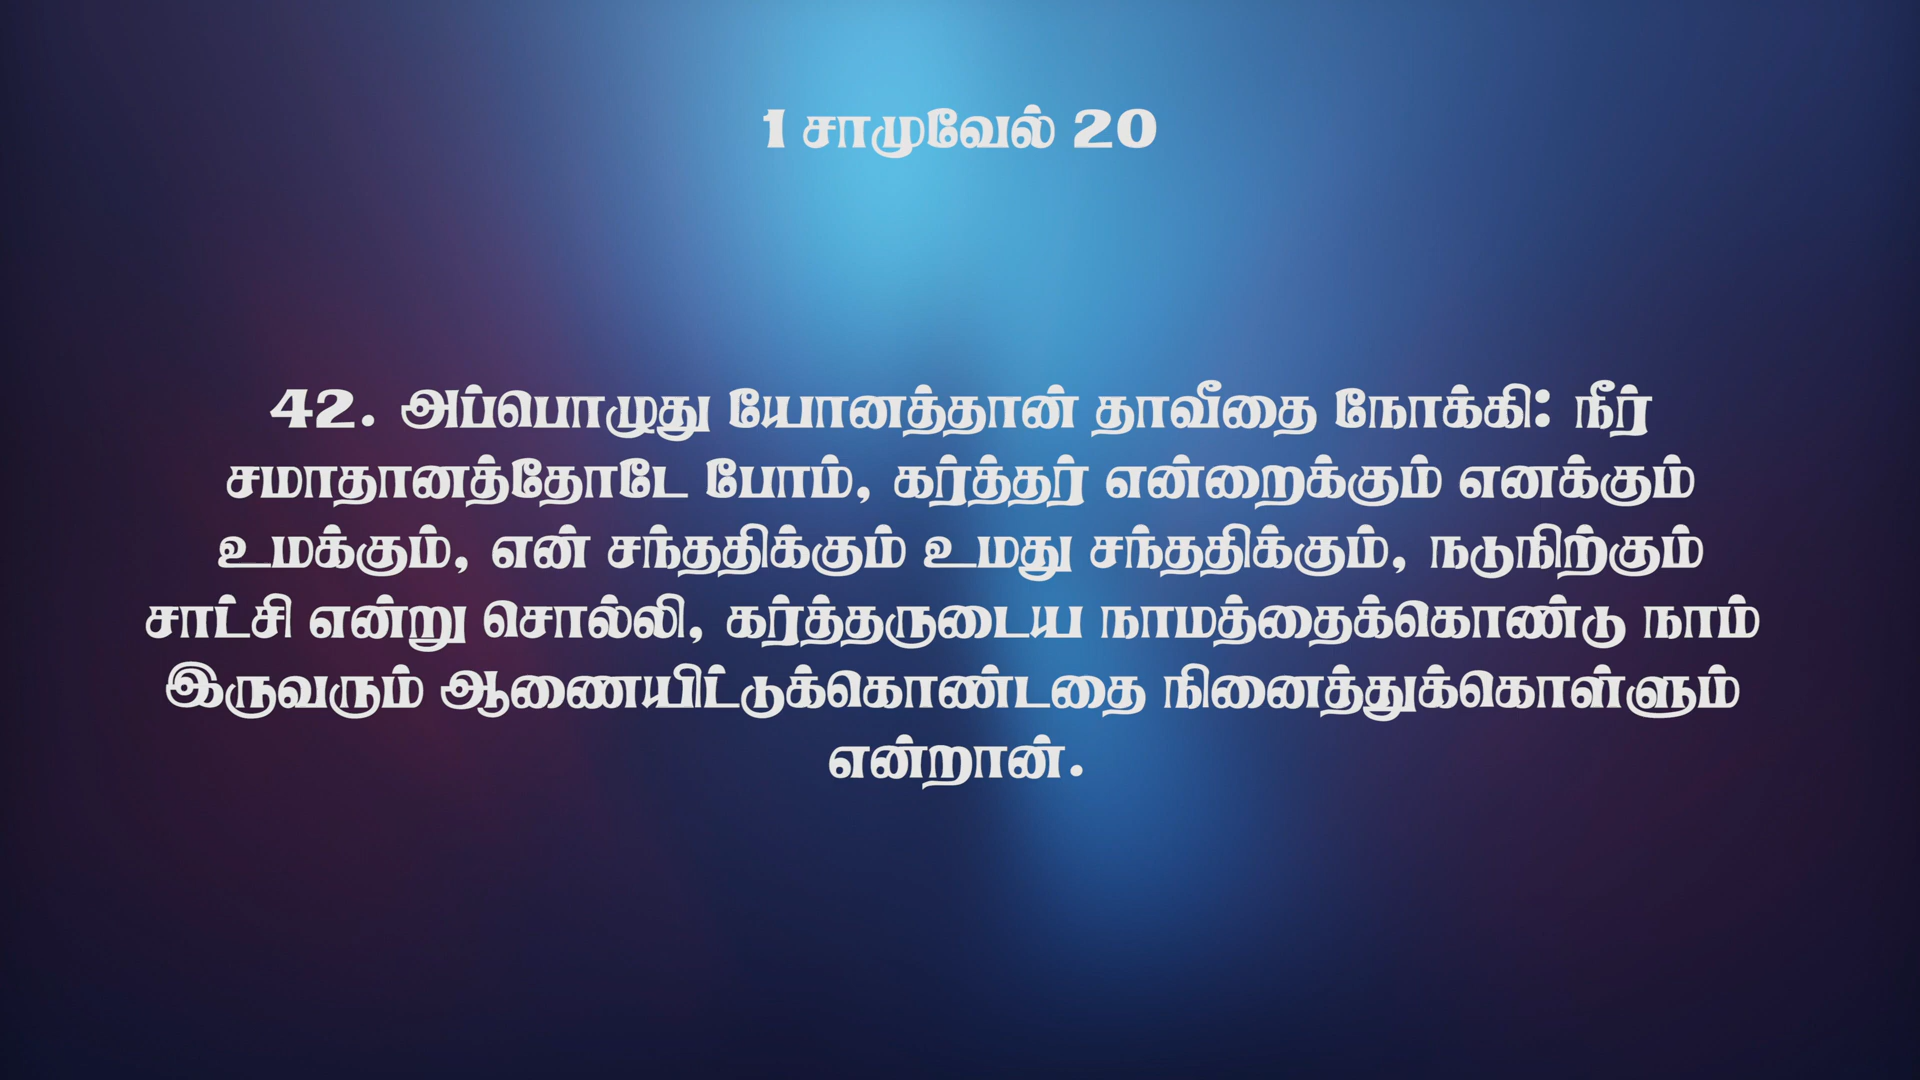 1 சாமுவேல் 20
42. அப்பொழுது யோனத்தான் தாவீதை நோக்கி: நீர்
சமாதானத்தோடே போம், கர்த்தர் என்றைக்கும் எனக்கும்
உமக்கும், என் சந்ததிக்கும் உமது சந்ததிக்கும், நடுநிற்கும்
சாட்சி என்று சொல்லி, கர்த்தருடைய நாமத்தைக்கொண்டு நாம்
இருவரும் ஆணையிட்டுக்கொண்டதை நினைத்துக்கொள்ளும்
என்றான்.